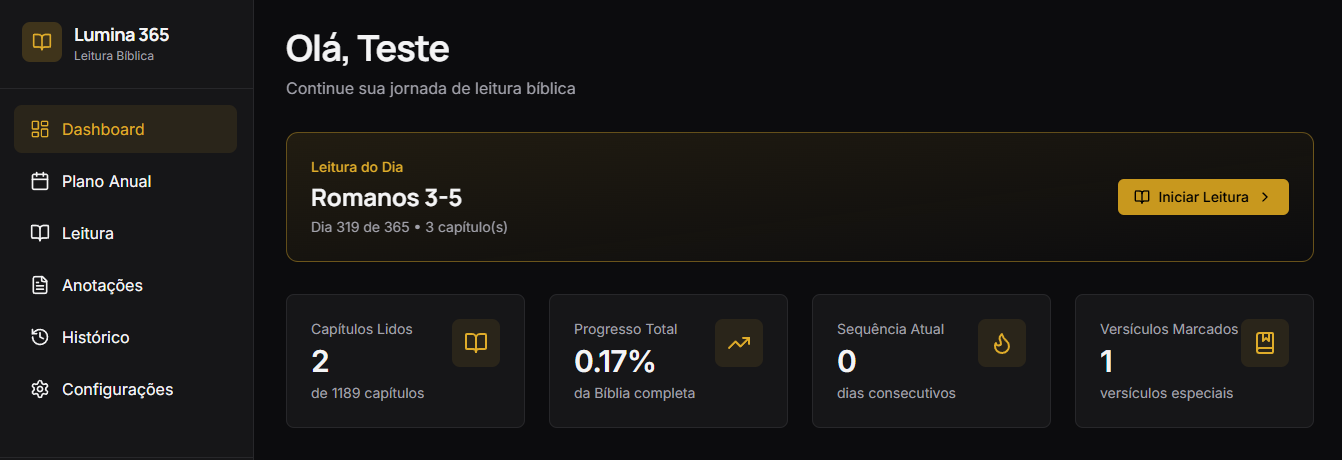 Lumina 365
Leitura Bíblica
Dashboard
Plano Anual
Leitura
Anotações
Histórico
Configurações
Olá, Teste
Continue sua jornada de leitura bíblica
Leitura do Dia
Romanos 3-5
Dia 319 de 365 • 3 capítulo(s)
Iniciar Leitura
Capítulos Lidos
2
de 1189 capítulos
Progresso Total
0.17%
da Bíblia completa
Sequência Atual
0
dias consecutivos
Versículos Marcados
1
versículos especiais